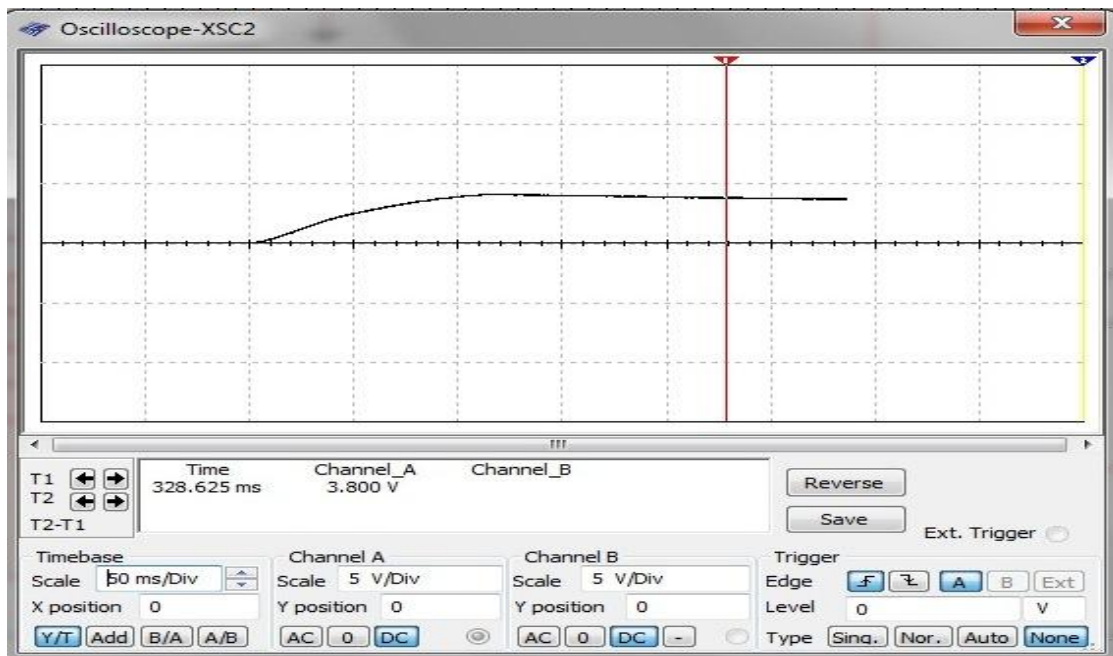 Oscilloscope-XSC2
1
2
Time Channel_A Channel_B
T1 328.625 ms 3.800 V
T2
T2-T1
Reverse
Save
Ext. Trigger
Timebase Channel A Channel B Trigger
Scale 50 ms/Div Scale 5 V/Div Scale 5 V/Div Edge A B Ext
X position 0 Y position 0 Y position 0 Level 0 V
Y/T Add B/A A/B AC 0 DC AC 0 DC - Type Sing. Nor. Auto None